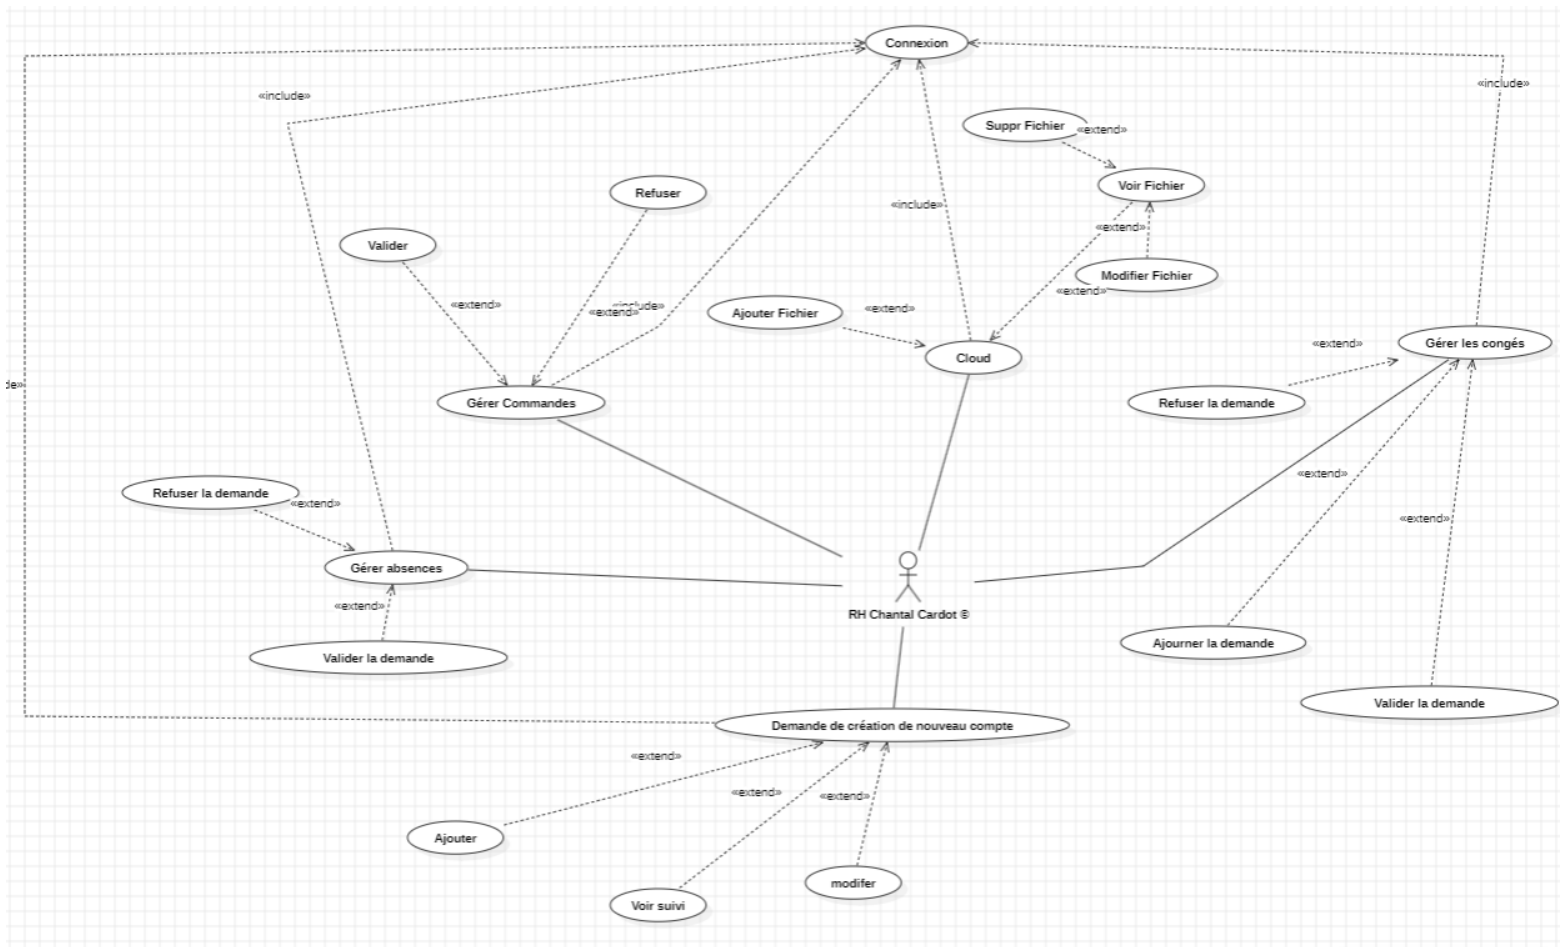 Connexion
«include»
«include»
Suppr Fichier
«extend»
Voir Fichier
Refuser
«include»
«extend»
Valider
Modifier Fichier
«extend»
«extend»
«include»
«extend»
Ajouter Fichier
«extend»
Cloud
Gérer les congés
«extend»
de»
Gérer Commandes
Refuser la demande
«extend»
Refuser la demande
«extend»
«extend»
Gérer absences
«extend»
RH Chantal Cardot ©
Ajourner la demande
Valider la demande
Valider la demande
Demande de création de nouveau compte
«extend»
«extend»
«extend»
Ajouter
modifer
Voir suivi